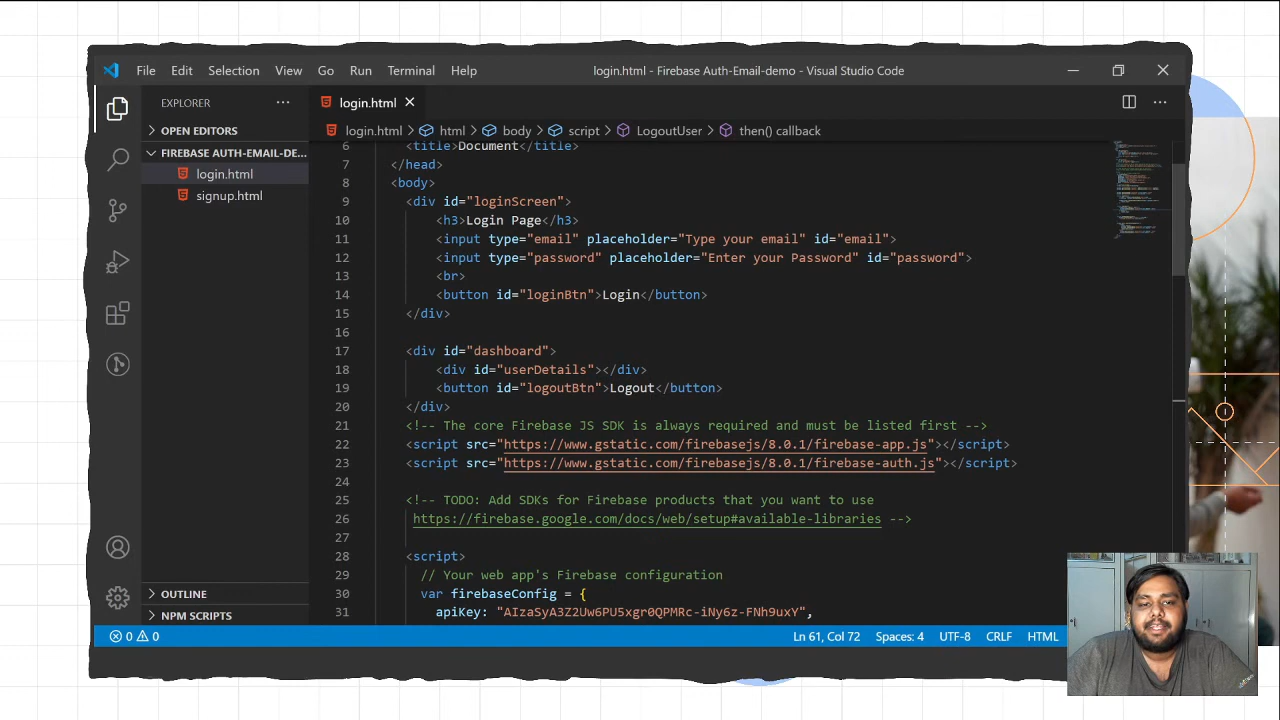 File Edit Selection View Go Run Terminal Help
login.html - Firebase Auth-Email-demo - Visual Studio Code
EXPLORER
login.html
OPEN EDITORS
FIREBASE AUTH-EMAIL-DE...
login.html
signup.html
OUTLINE
NPM SCRIPTS
login.html > html > body > script > LogoutUser > then() callback
6 <title>Document</title>
7 </head>
8 <body>
9 <div id="loginScreen">
10 <h3>Login Page</h3>
11 <input type="email" placeholder="Type your email" id="email">
12 <input type="password" placeholder="Enter your Password" id="password">
13 <br>
14 <button id="loginBtn">Login</button>
15 </div>
16
17 <div id="dashboard">
18 <div id="userDetails"></div>
19 <button id="logoutBtn">Logout</button>
20 </div>
21 <!-- The core Firebase JS SDK is always required and must be listed first -->
22 <script src="https://www.gstatic.com/firebasejs/8.0.1/firebase-app.js"></script>
23 <script src="https://www.gstatic.com/firebasejs/8.0.1/firebase-auth.js"></script>
24
25 <!-- TODO: Add SDKs for Firebase products that you want to use
26 https://firebase.google.com/docs/web/setup#available-libraries -->
27
28 <script>
29 // Your web app's Firebase configuration
30 var firebaseConfig = {
31 apiKey: "AIzaSyA3Z2Uw6PU5xgr0QPMRc-iNy6z-FNh9uxY",
0 0
Ln 61, Col 72 Spaces: 4 UTF-8 CRLF HTML